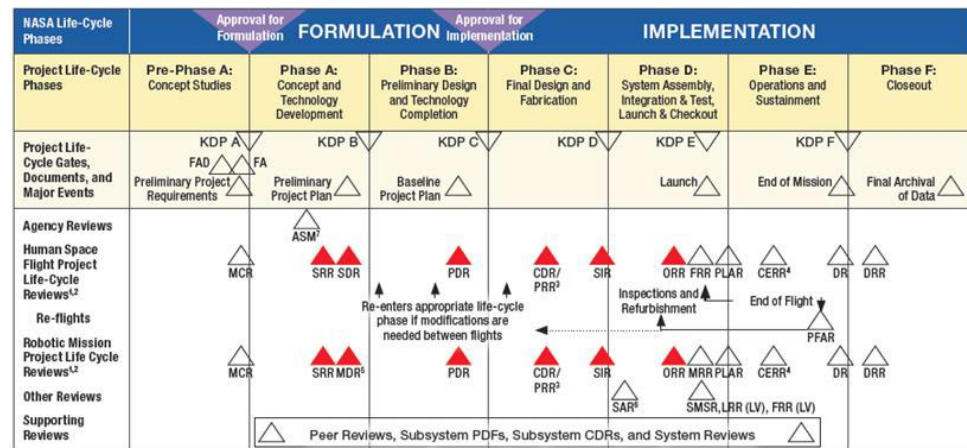 NASA Life-Cycle
Phases
Approval for
Formulation
FORMULATION
Approval for
Implementation
IMPLEMENTATION
Project Life-Cycle
Phases
Pre-Phase A:
Concept Studies
Phase A:
Concept and
Technology
Development
Phase B:
Preliminary Design
and Technology
Completion
Phase C:
Final Design and
Fabrication
Phase D:
System Assembly,
Integration & Test,
Launch & Checkout
Phase E:
Operations and
Sustainment
Phase F:
Closeout
Project Life-
Cycle Gates,
Documents, and
Major Events
KDP A
KDP B
KDP C
KDP D
KDP E
KDP F
FAD
FA
Preliminary Project
Requirements
Preliminary
Project Plan
Baseline
Project Plan
Launch
End of Mission
Final Archival
of Data
Agency Reviews
ASM⁷
Human Space
Flight Project
Life-Cycle
Reviews¹,²
MCR
SRR SDR
PDR
CDR/
PRR³
SIR
ORR FRR PLAR
CERR⁴
DR
DRR
Re-flights
Re-enters appropriate life-cycle
phase if modifications are
needed between flights
Inspections and
Refurbishment
End of Flight
PFAR
Robotic Mission
Project Life Cycle
Reviews¹,²
MCR
SRR MDR⁵
PDR
CDR/
PRR³
SIR
ORR MRR PLAR
CERR⁴
DR
DRR
Other Reviews
SAR⁶
SMSR,LRR (LV), FRR (LV)
Supporting
Reviews
Peer Reviews, Subsystem PDFs, Subsystem CDRs, and System Reviews